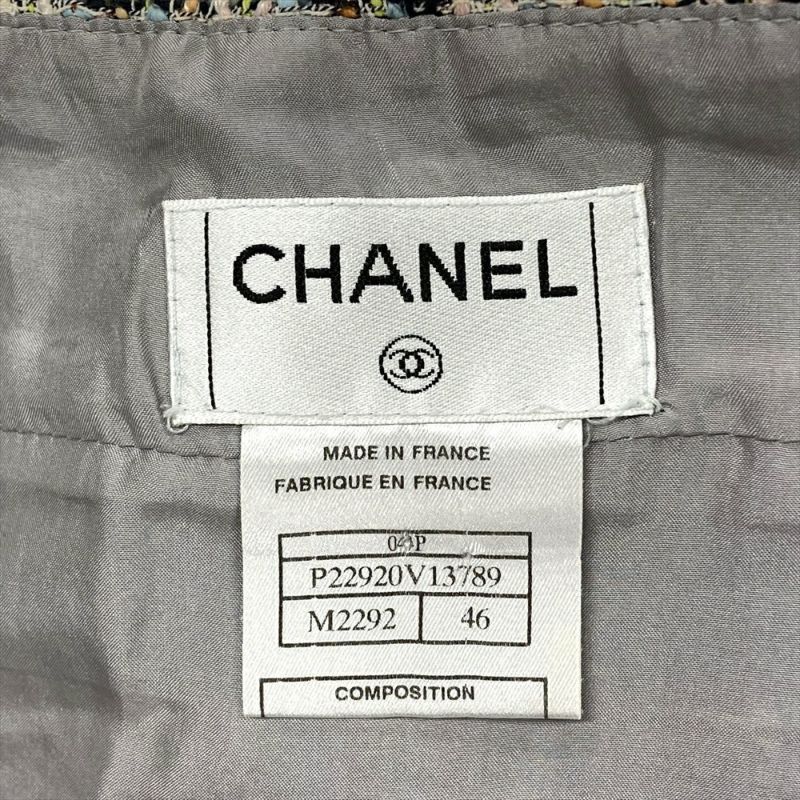 CHANEL
MADE IN FRANCE
FABRIQUE EN FRANCE
04P
P22920V13789
M2292 46
COMPOSITION